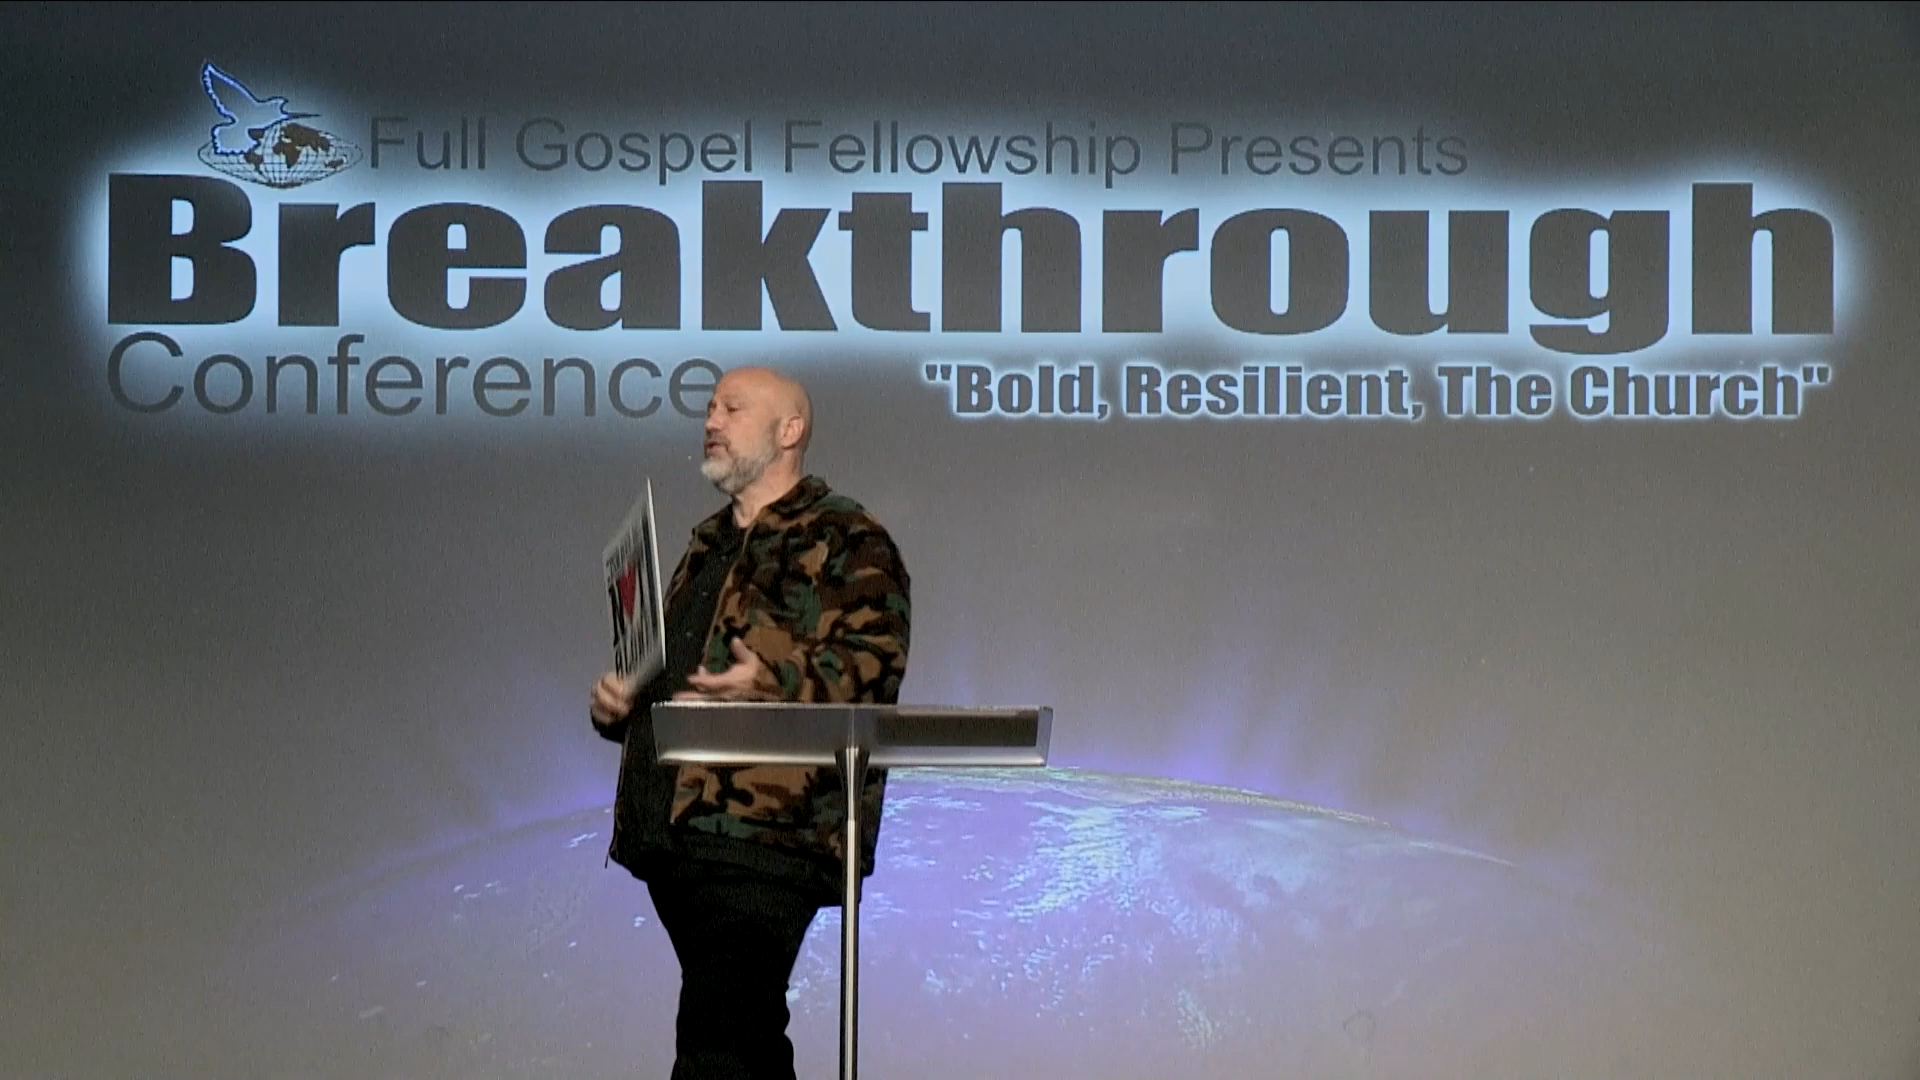 Full Gospel Fellowship Presents
Breakthrough
Conference
"Bold, Resilient, The Church"